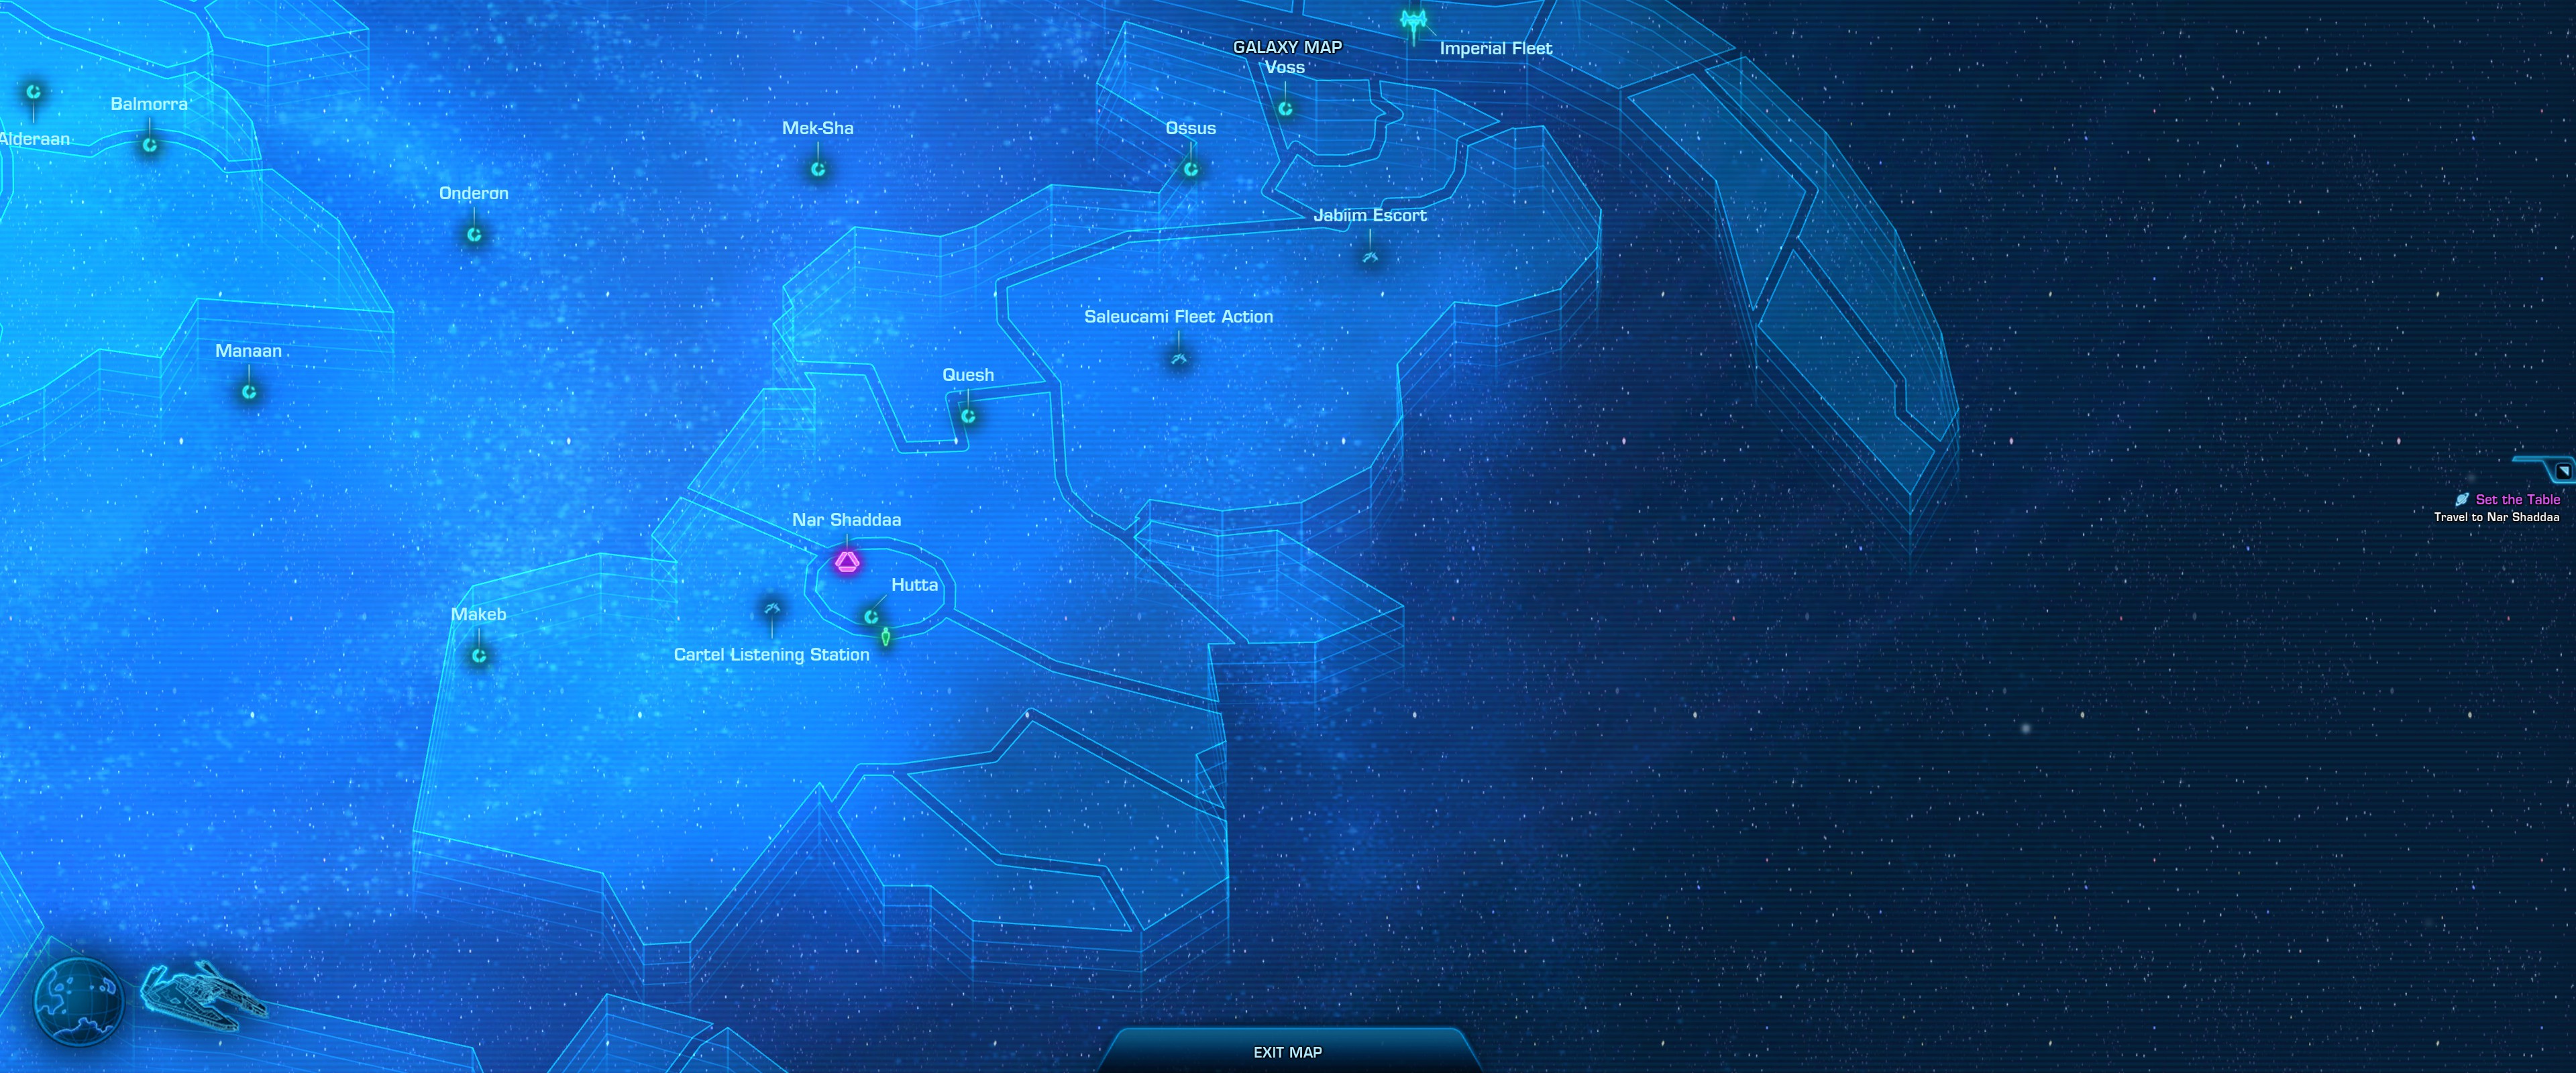 GALAXY MAP
Imperial Fleet
Voss
Alderaan
Balmorra
Mek-Sha
Ossus
Onderon
Jabiim Escort
Saleucami Fleet Action
Manaan
Quesh
Set the Table
Travel to Nar Shaddaa
Nar Shaddaa
Hutta
Makeb
Cartel Listening Station
EXIT MAP